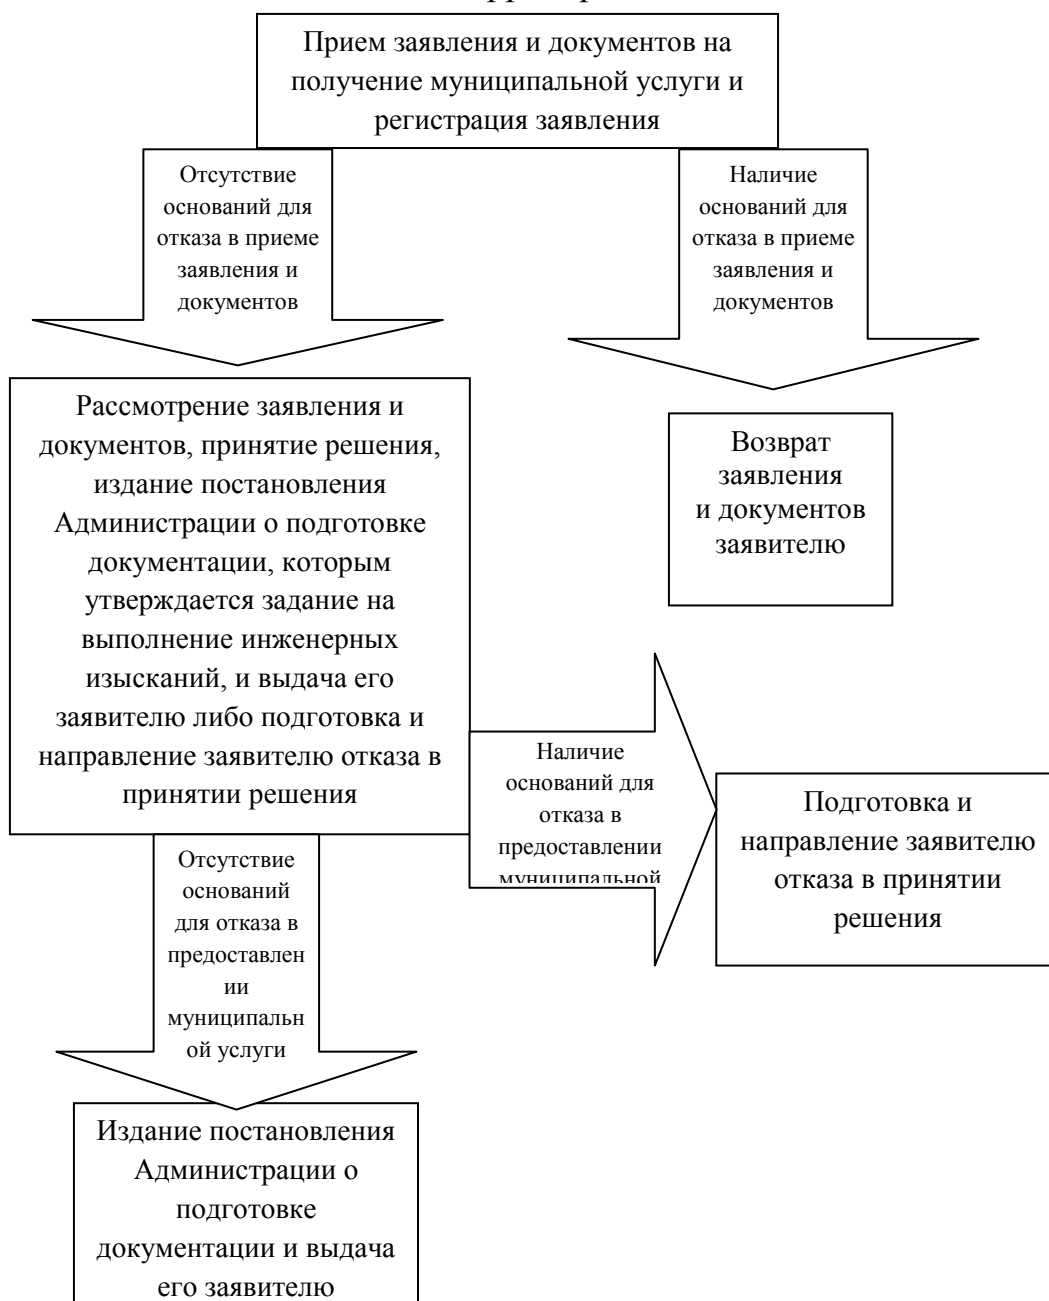 Прием заявления и документов на
получение муниципальной услуги и
регистрация заявления
Отсутствие
оснований для
отказа в приеме
заявления и
документов
Наличие
оснований для
отказа в приеме
заявления и
документов
Рассмотрение заявления и
документов, принятие решения,
издание постановления
Администрации о подготовке
документации, которым
утверждается задание на
выполнение инженерных
изысканий, и выдача его
заявителю либо подготовка и
направление заявителю отказа в
принятии решения
Возврат
заявления
и документов
заявителю
Наличие
оснований для
отказа в
предоставлении
муниципальной
Подготовка и
направление заявителю
отказа в принятии
решения
Отсутствие
оснований
для отказа в
предоставлен
ии
муниципальн
ой услуги
Издание постановления
Администрации о
подготовке
документации и выдача
его заявителю